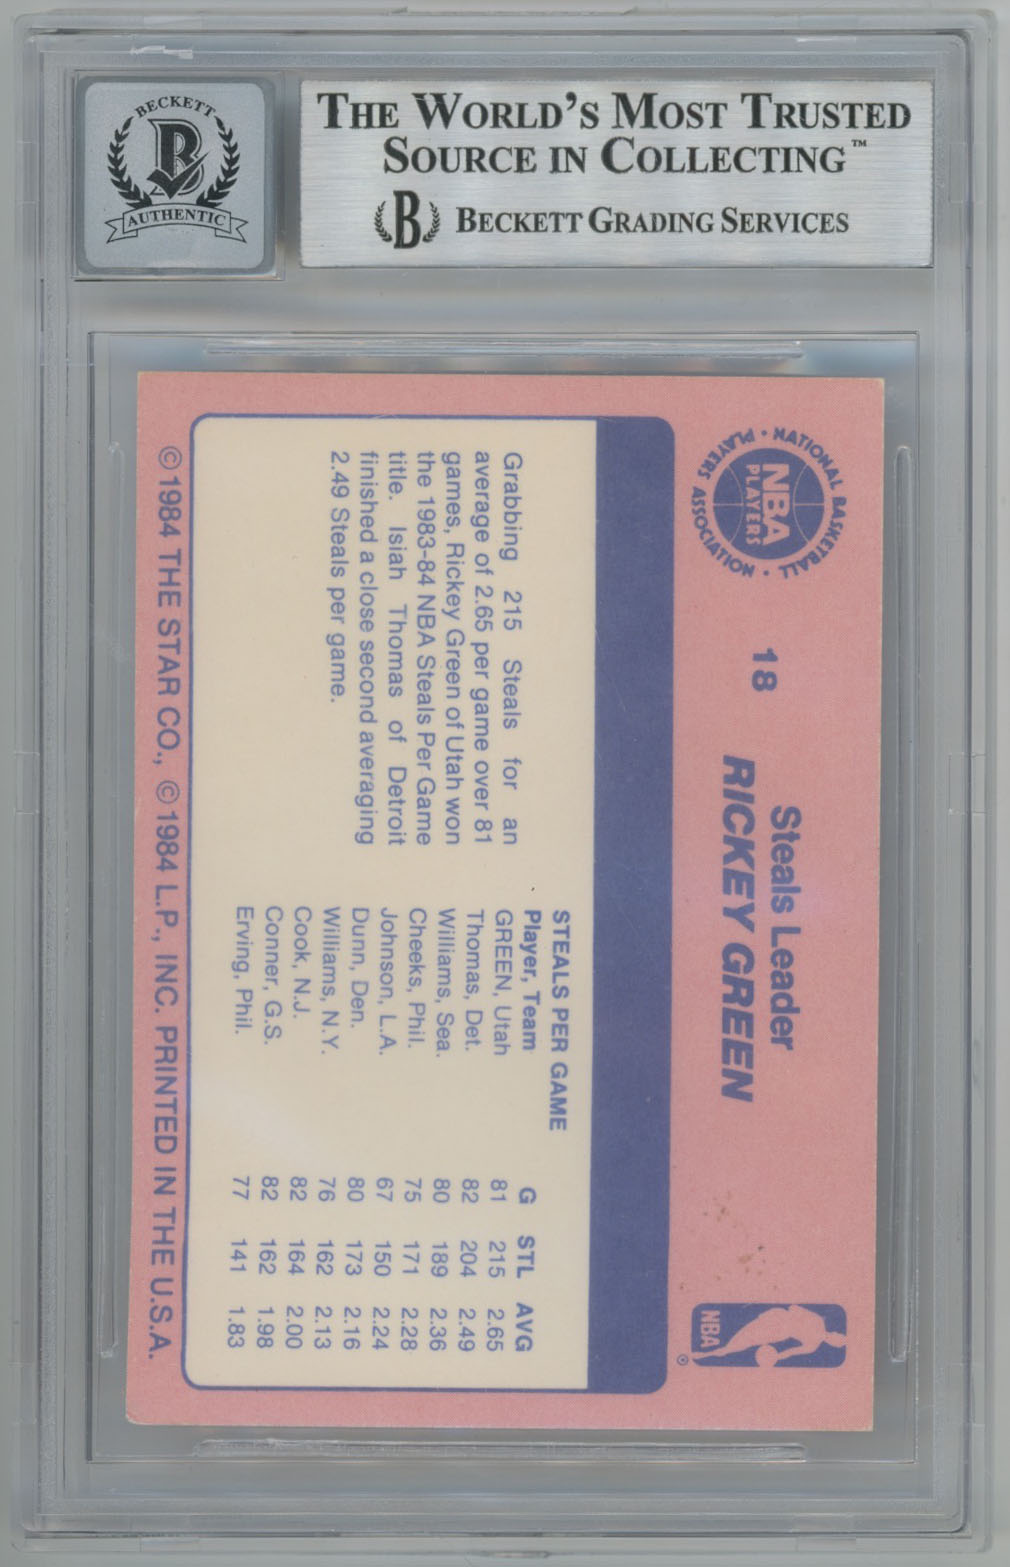 BECKETT
B
AUTHENTIC
THE WORLD'S MOST TRUSTED
SOURCE IN COLLECTING™
B BECKETT GRADING SERVICES
NATIONAL BASKETBALL
PLAYERS ASSOCIATION
NBA
PLAYERS
18
Steals Leader
RICKEY GREEN
NBA
®
Grabbing 215 Steals for an
average of 2.65 per game over 81
games, Rickey Green of Utah won
the 1983-84 NBA Steals Per Game
title. Isiah Thomas of Detroit
finished a close second averaging
2.49 Steals per game.
STEALS PER GAME
Player, Team G STL AVG
GREEN, Utah 81 215 2.65
Thomas, Det. 82 204 2.49
Williams, Sea. 80 189 2.36
Cheeks, Phil. 75 171 2.28
Johnson, L.A. 67 150 2.24
Dunn, Den. 80 173 2.16
Williams, N.Y. 76 162 2.13
Cook, N.J. 82 164 2.00
Conner, G.S. 82 162 1.98
Erving, Phil. 77 141 1.83
© 1984 THE STAR CO., © 1984 L.P., INC. PRINTED IN THE U.S.A.